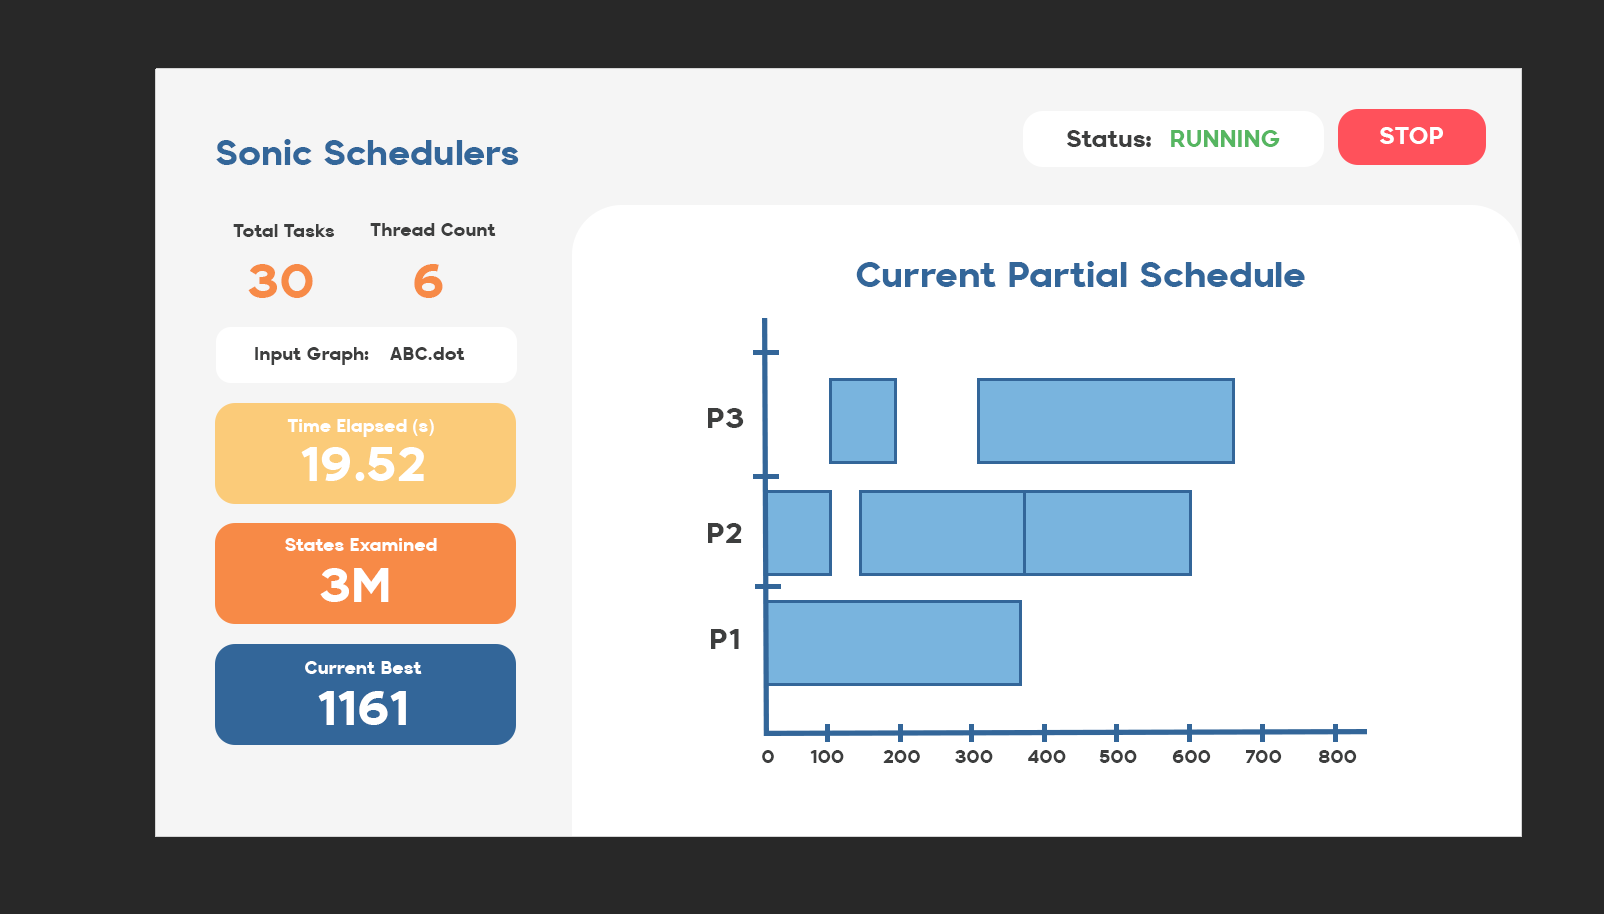 Sonic Schedulers
Status: RUNNING
STOP
Total Tasks
30
Thread Count
6
Input Graph: ABC.dot
Time Elapsed (s)
19.52
States Examined
3M
Current Best
1161
Current Partial Schedule
P3
P2
P1
0 100 200 300 400 500 600 700 800